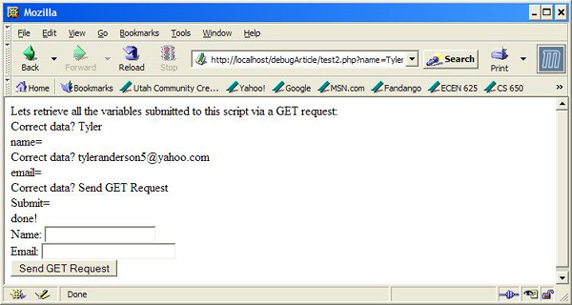 Mozilla
File Edit View Go Bookmarks Tools Window Help
Back Forward Reload Stop http://localhost/debugArticle/test2.php?name=Tyler Search Print
Home Bookmarks Utah Community Cre... Yahoo! Google MSN.com Fandango ECEN 625 CS 650
Lets retrieve all the variables submitted to this script via a GET request:
Correct data? Tyler
name=
Correct data? tyleranderson5@yahoo.com
email=
Correct data? Send GET Request
Submit=
done!
Name:
Email:
Send GET Request
Done